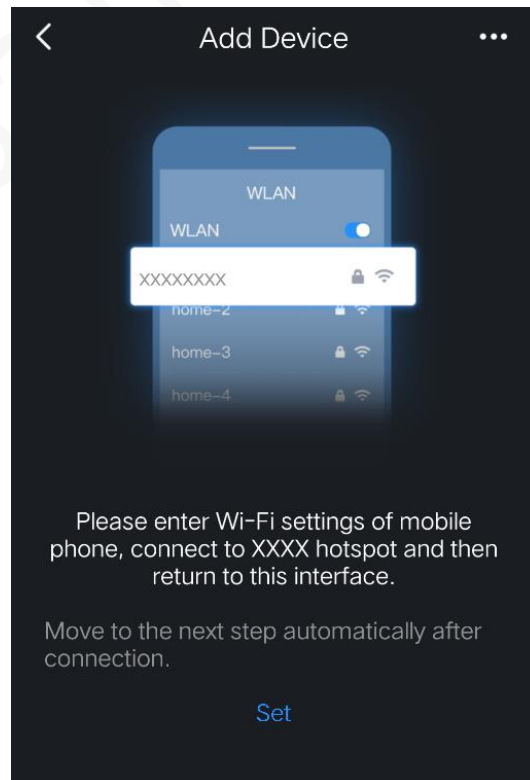 Add Device
WLAN
WLAN
XXXXXXXX
home-2
home-3
home-4
Please enter Wi-Fi settings of mobile
phone, connect to XXXX hotspot and then
return to this interface.
Move to the next step automatically after
connection.
Set